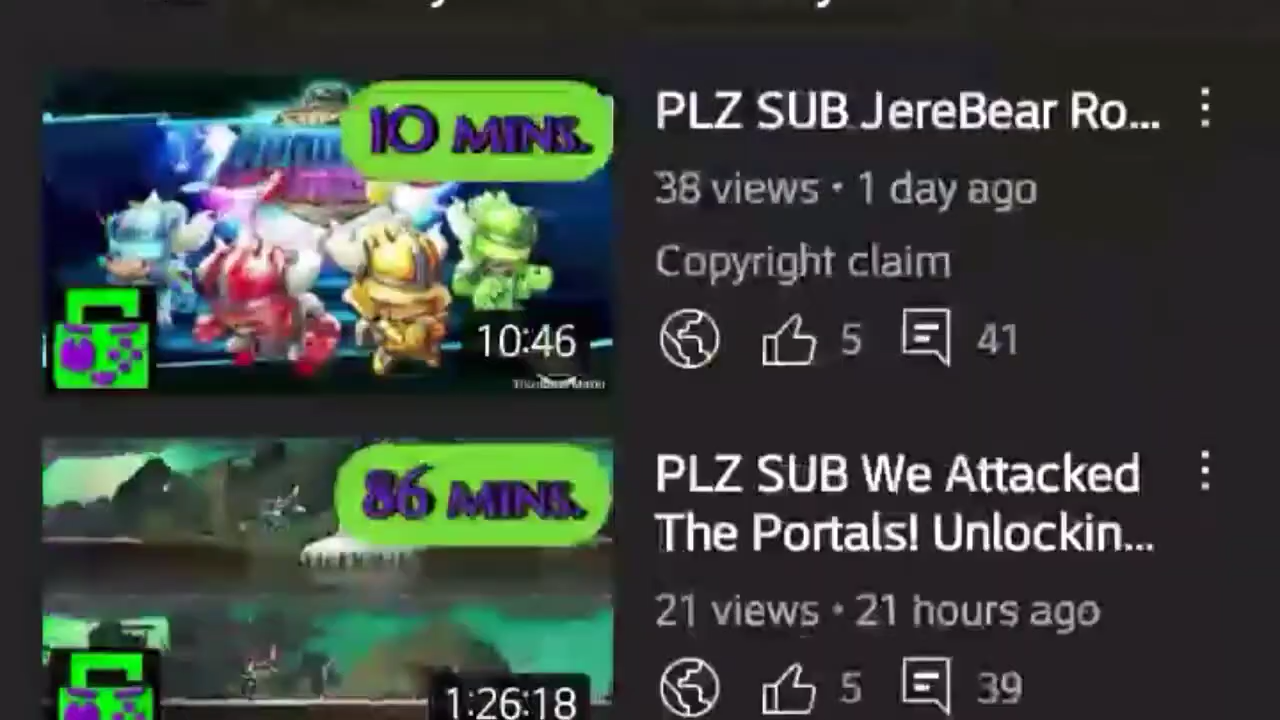 10 MINS.
10:46
PLZ SUB JereBear Ro...
38 views • 1 day ago
Copyright claim
5
41
86 MINS.
1:26:18
PLZ SUB We Attacked
The Portals! Unlockin...
21 views • 21 hours ago
5
39